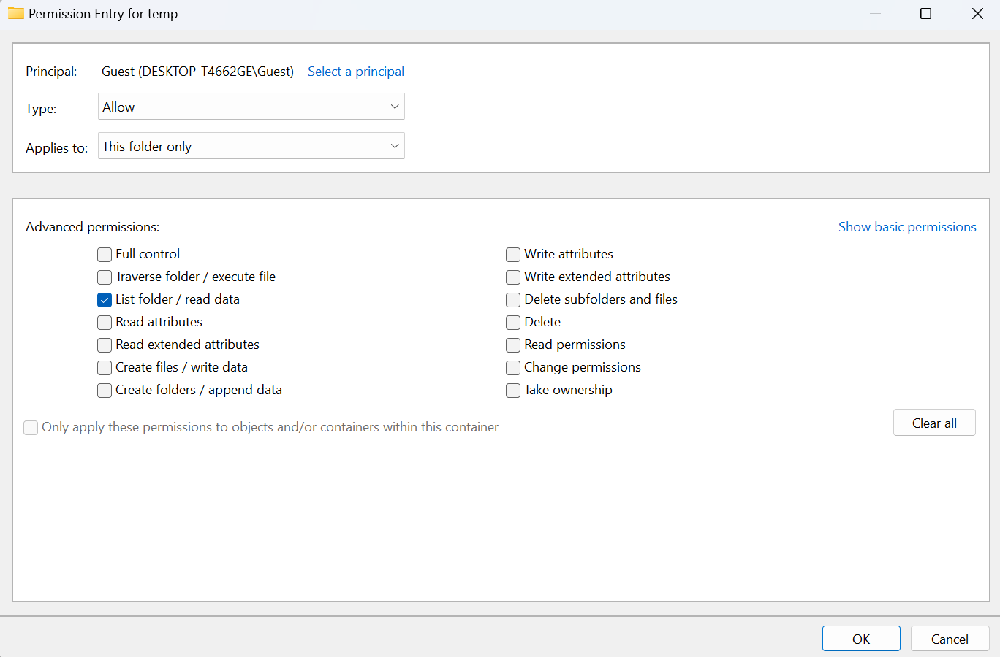 Permission Entry for temp
Principal: Guest (DESKTOP-T4662GE\Guest) Select a principal
Type: Allow
Applies to: This folder only
Advanced permissions: Show basic permissions
Full control
Traverse folder / execute file
List folder / read data
Read attributes
Read extended attributes
Create files / write data
Create folders / append data
Write attributes
Write extended attributes
Delete subfolders and files
Delete
Read permissions
Change permissions
Take ownership
Only apply these permissions to objects and/or containers within this container
Clear all
OK Cancel